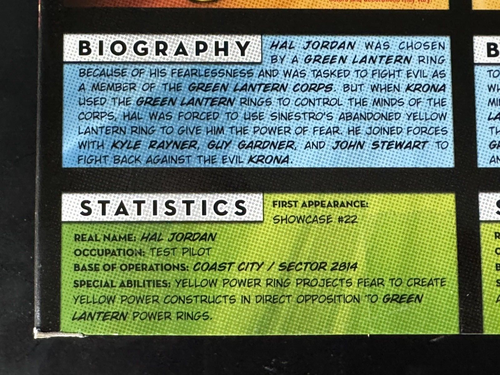 BIOGRAPHY
HAL JORDAN WAS CHOSEN
BY A GREEN LANTERN RING
BECAUSE OF HIS FEARLESSNESS AND WAS TASKED TO FIGHT EVIL AS
A MEMBER OF THE GREEN LANTERN CORPS. BUT WHEN KRONA
USED THE GREEN LANTERN RINGS TO CONTROL THE MINDS OF THE
CORPS, HAL WAS FORCED TO USE SINESTRO'S ABANDONED YELLOW
LANTERN RING TO GIVE HIM THE POWER OF FEAR. HE JOINED FORCES
WITH KYLE RAYNER, GUY GARDNER, AND JOHN STEWART TO
FIGHT BACK AGAINST THE EVIL KRONA.
STATISTICS
FIRST APPEARANCE:
SHOWCASE #22
REAL NAME: HAL JORDAN
OCCUPATION: TEST PILOT
BASE OF OPERATIONS: COAST CITY / SECTOR 2814
SPECIAL ABILITIES: YELLOW POWER RING PROJECTS FEAR TO CREATE
YELLOW POWER CONSTRUCTS IN DIRECT OPPOSITION TO GREEN
LANTERN POWER RINGS.